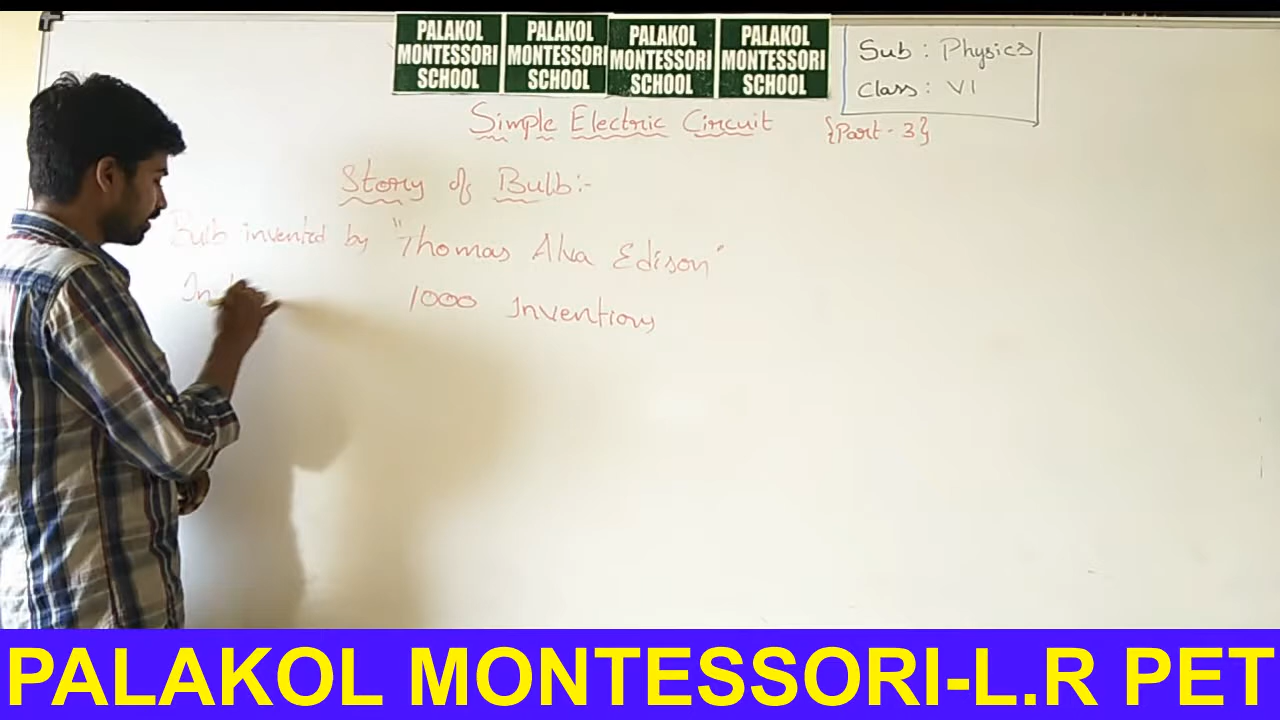 PALAKOL MONTESSORI SCHOOL
PALAKOL MONTESSORI SCHOOL
PALAKOL MONTESSORI SCHOOL
PALAKOL MONTESSORI SCHOOL
Sub : Physics
Class : VI
Simple Electric Circuit {Part - 3}
Story of Bulb:-
Bulb invented by "Thomas Alva Edison"
1000 Inventions
PALAKOL MONTESSORI-L.R PET